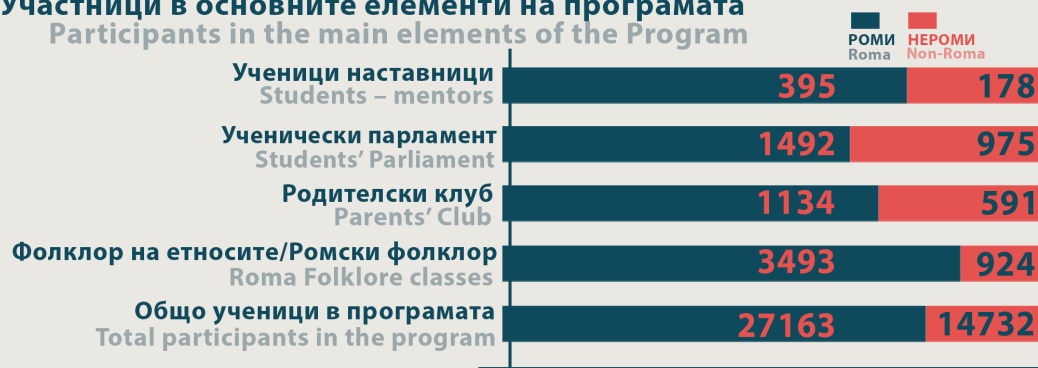 Участници в основните елементи на програмата
Participants in the main elements of the Program
РОМИ НЕРОМИ
Roma Non-Roma
Ученици наставници
Students – mentors
395 178
Ученически парламент
Students’ Parliament
1492 975
Родителски клуб
Parents’ Club
1134 591
Фолклор на етносите/Ромски фолклор
Roma Folklore classes
3493 924
Общо ученици в програмата
Total participants in the program
27163 14732